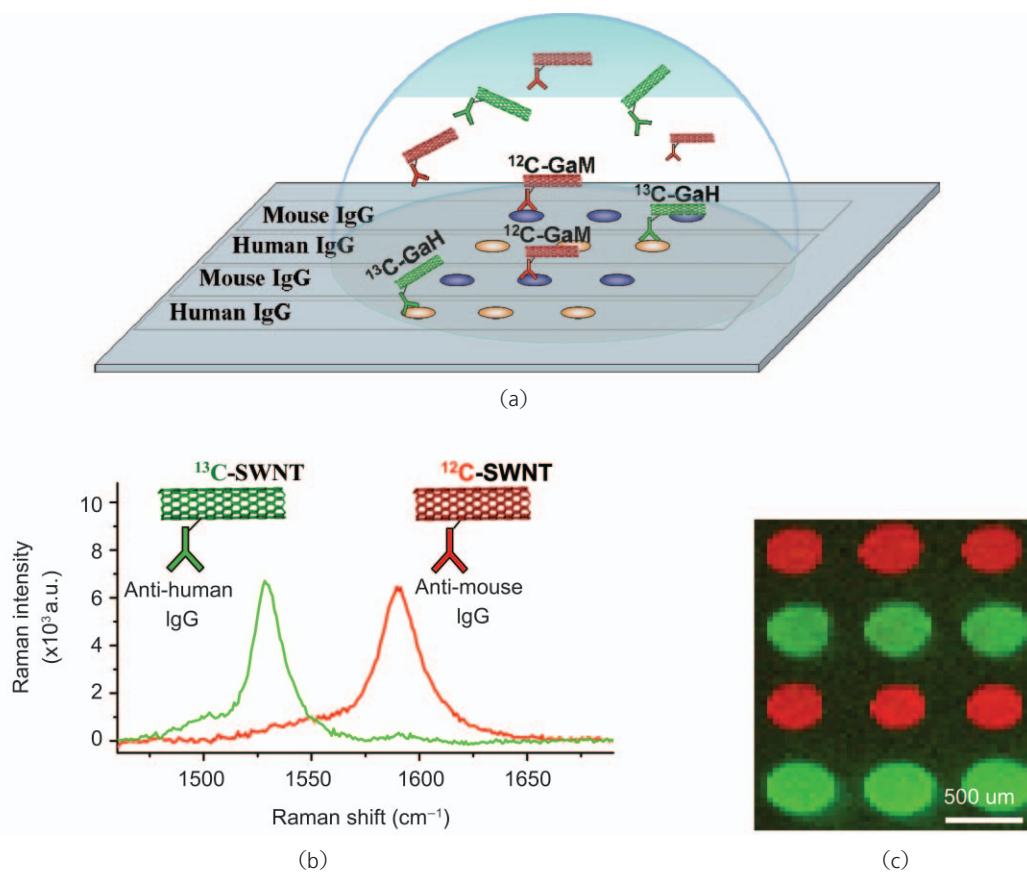 ¹²C-GaM
¹³C-GaH
Mouse IgG
¹²C-GaM
Human IgG
¹³C-GaH
Mouse IgG
Human IgG
(a)
¹³C-SWNT
¹²C-SWNT
Anti-human
IgG
Anti-mouse
IgG
Raman intensity
(x10³a.u.)
10
8
6
4
2
0
1500
1550
1600
1650
Raman shift (cm⁻¹)
(b)
500 um
(c)